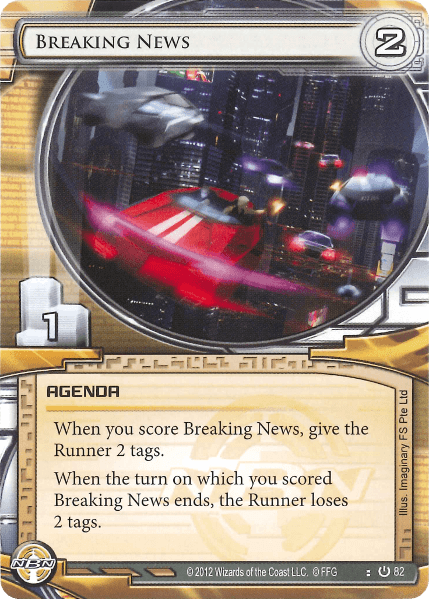 BREAKING NEWS
2
1
AGENDA
When you score Breaking News, give the
Runner 2 tags.
When the turn on which you scored
Breaking News ends, the Runner loses
2 tags.
Illus. Imaginary FS Pte Ltd
NBN
NBN
© 2012 Wizards of the Coast LLC. © FFG
82